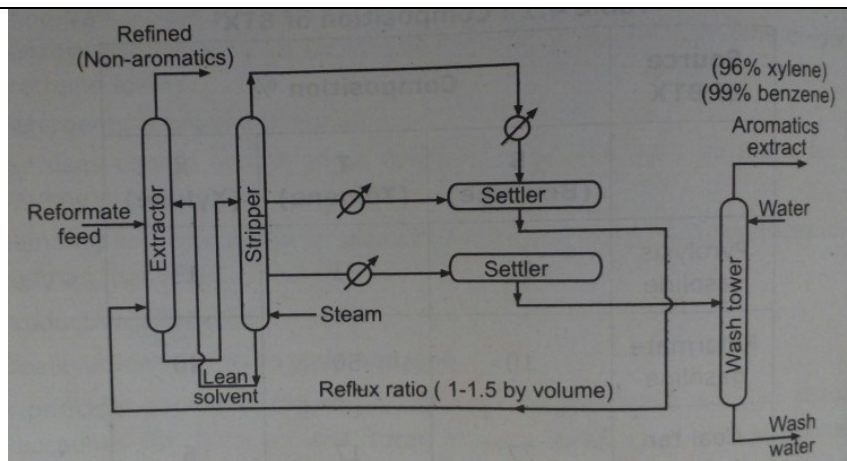 Refined
(Non-aromatics)
(96% xylene)
(99% benzene)
Aromatics
extract
Reformate
feed
Extractor
Stripper
Settler
Settler
Water
Wash tower
Steam
Lean
solvent
Reflux ratio ( 1-1.5 by volume)
Wash
water